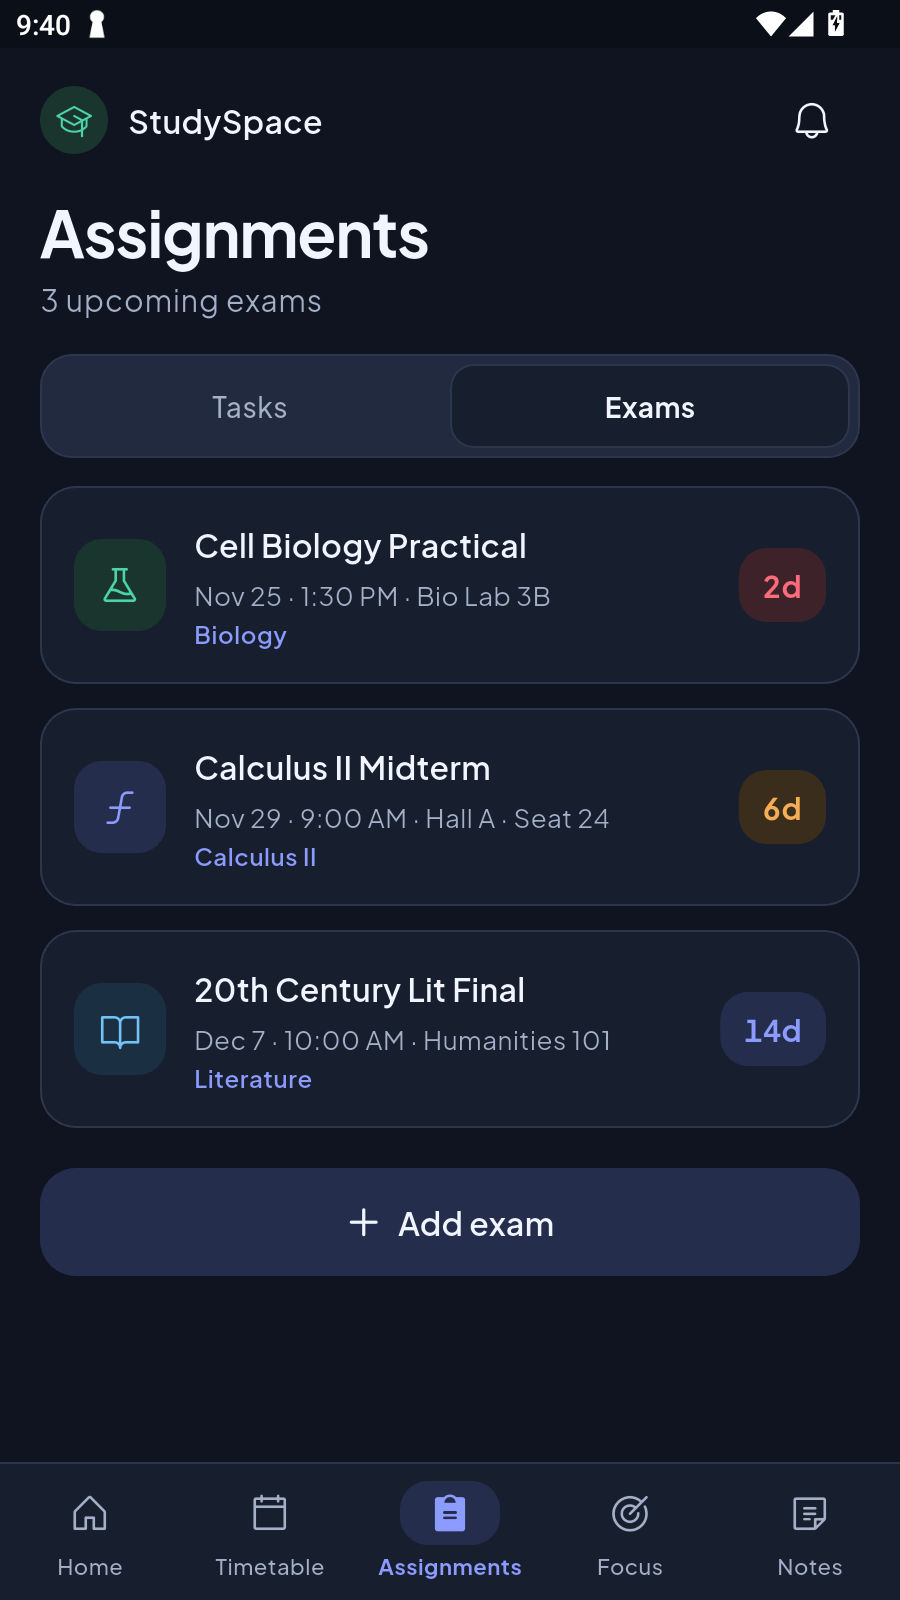 9:40
StudySpace
Assignments
3 upcoming exams
Tasks
Exams
Cell Biology Practical
Nov 25 · 1:30 PM · Bio Lab 3B
Biology
2d
Calculus II Midterm
Nov 29 · 9:00 AM · Hall A · Seat 24
Calculus II
6d
20th Century Lit Final
Dec 7 · 10:00 AM · Humanities 101
Literature
14d
Add exam
Home
Timetable
Assignments
Focus
Notes